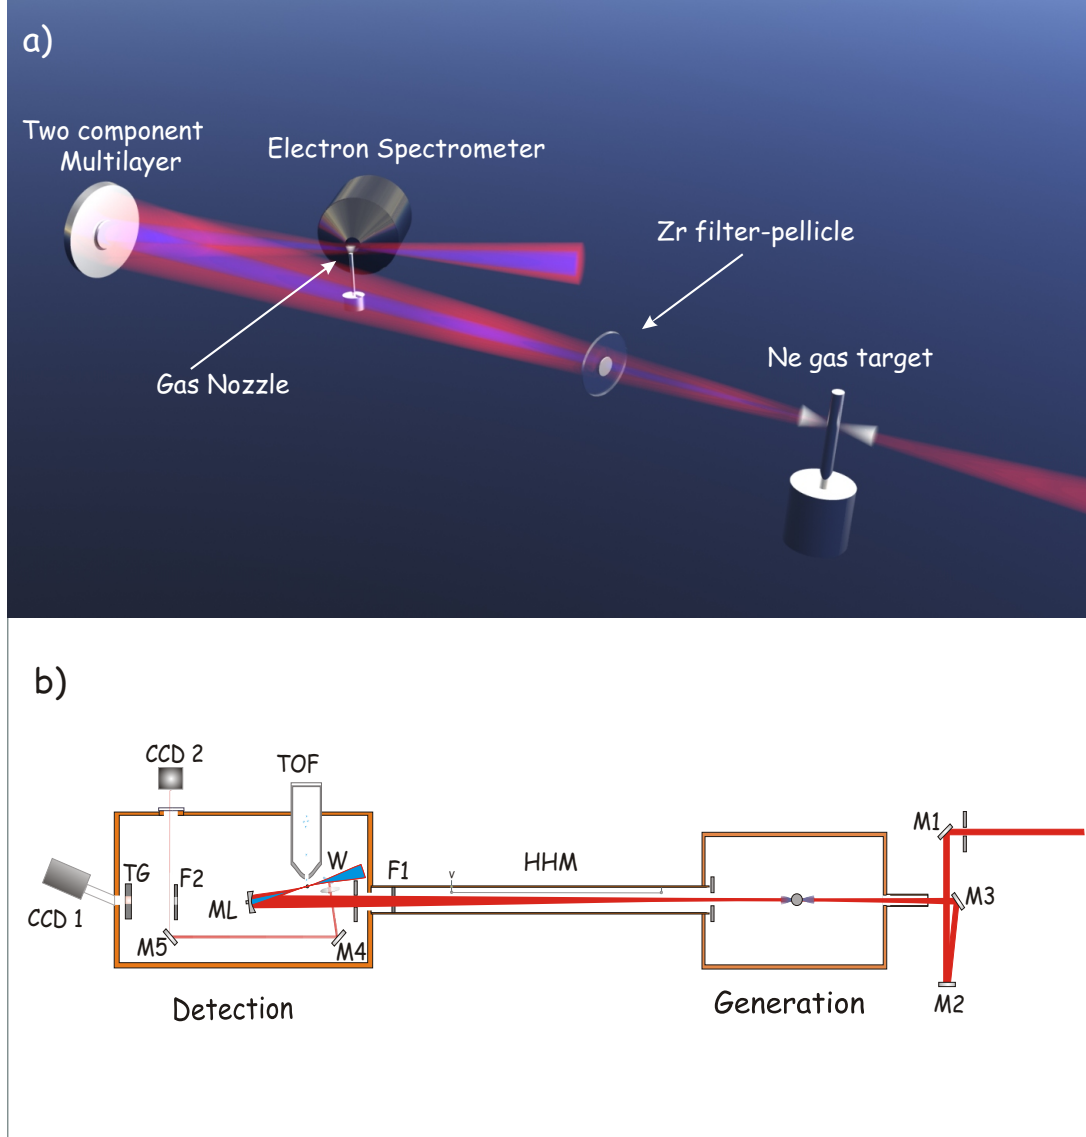 a)
Two component
Multilayer
Electron Spectrometer
Zr filter-pellicle
Ne gas target
Gas Nozzle
b)
CCD 2
TOF
M1
HHM
v
W
F1
TG
F2
ML
M3
CCD 1
M5
M4
M2
Detection
Generation